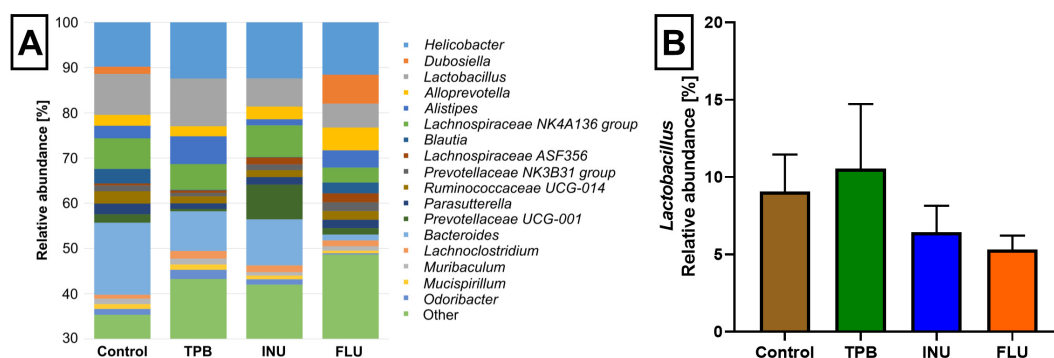 A
Relative abundance [%]
100
90
80
70
60
50
40
30
Control
TPB
INU
FLU
Helicobacter
Dubosiella
Lactobacillus
Alloprevotella
Alistipes
Lachnospiraceae NK4A136 group
Blautia
Lachnospiraceae ASF356
Prevotellaceae NK3B31 group
Ruminococcaceae UCG-014
Parasutterella
Prevotellaceae UCG-001
Bacteroides
Lachnoclostridium
Muribaculum
Mucispirillum
Odoribacter
Other
B
Lactobacillus
Relative abundance [%]
20
15
10
5
0
Control
TPB
INU
FLU